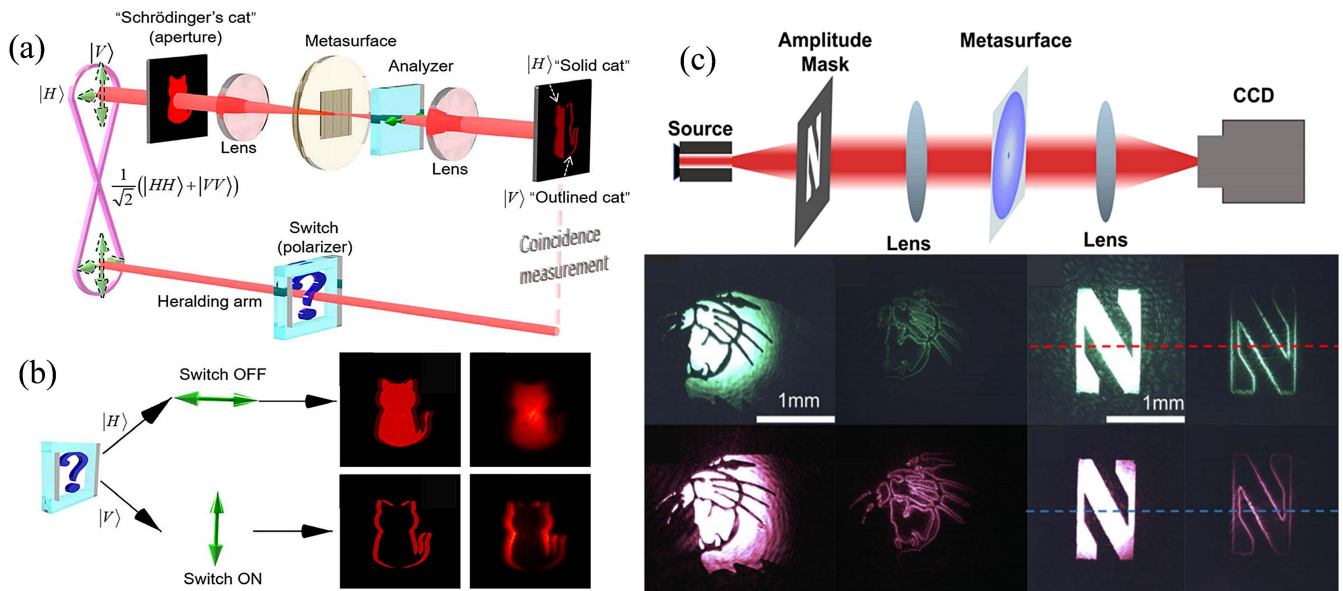 (a)
"Schrödinger's cat"
(aperture)
Metasurface
Analyzer
|H⟩ "Solid cat"
|V⟩
|H⟩
Lens
Lens
1/√2 (|HH⟩+|VV⟩)
|V⟩ "Outlined cat"
Switch
(polarizer)
Coincidence
measurement
?
Heralding arm
(b)
Switch OFF
|H⟩
?
|V⟩
Switch ON
(c)
Amplitude
Mask
Metasurface
CCD
Source
N
Lens
Lens
N
N
1mm
1mm
N
N